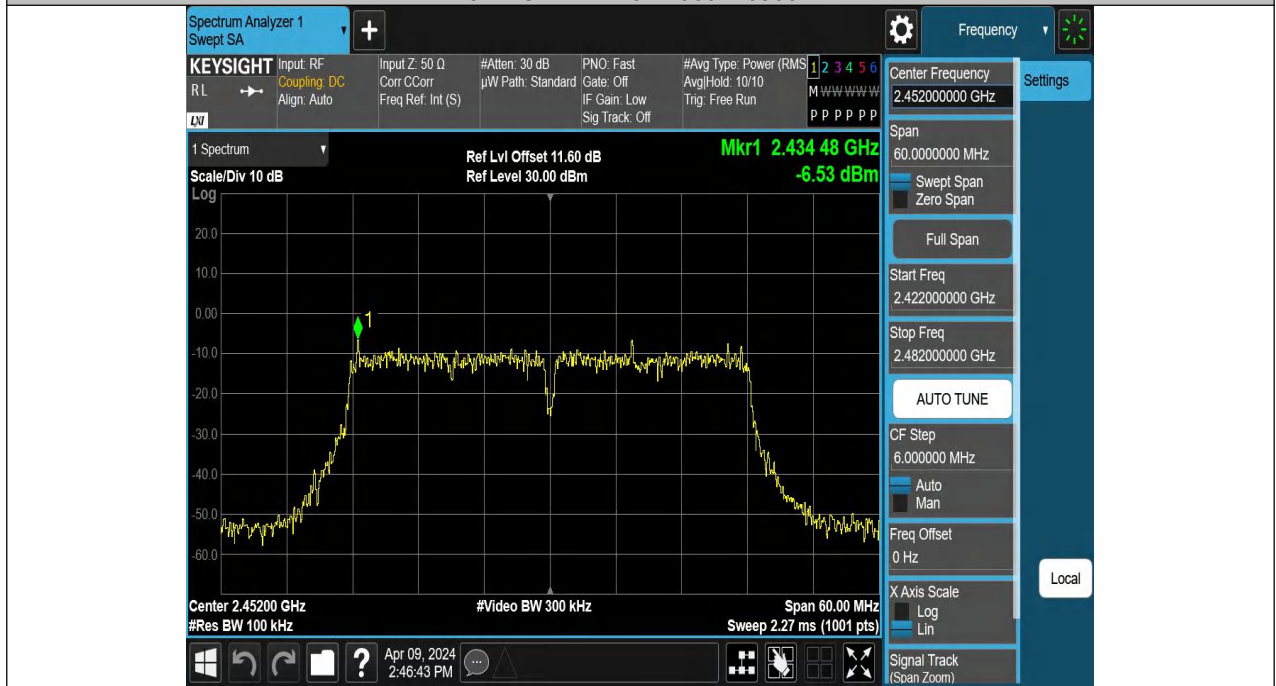 Spectrum Analyzer 1
Swept SA
+
Frequency
KEYSIGHT
RL
LXI
Input: RF
Coupling: DC
Align: Auto
Input Z: 50 Ω
Corr CCorr
Freq Ref: Int (S)
#Atten: 30 dB
µW Path: Standard
PNO: Fast
Gate: Off
IF Gain: Low
Sig Track: Off
#Avg Type: Power (RMS
Avg|Hold: 10/10
Trig: Free Run
1 2 3 4 5 6
M W W W W W
P P P P P P
1 Spectrum
Scale/Div 10 dB
Ref Lvl Offset 11.60 dB
Ref Level 30.00 dBm
Mkr1 2.434 48 GHz
-6.53 dBm
Log
20.0
10.0
0.00
-10.0
-20.0
-30.0
-40.0
-50.0
-60.0
1
Center 2.45200 GHz
#Res BW 100 kHz
#Video BW 300 kHz
Span 60.00 MHz
Sweep 2.27 ms (1001 pts)
Center Frequency
2.452000000 GHz
Settings
Span
60.0000000 MHz
Swept Span
Zero Span
Full Span
Start Freq
2.422000000 GHz
Stop Freq
2.482000000 GHz
AUTO TUNE
CF Step
6.000000 MHz
Auto
Man
Freq Offset
0 Hz
X Axis Scale
Log
Lin
Local
Signal Track
(Span Zoom)
?
Apr 09, 2024
2:46:43 PM